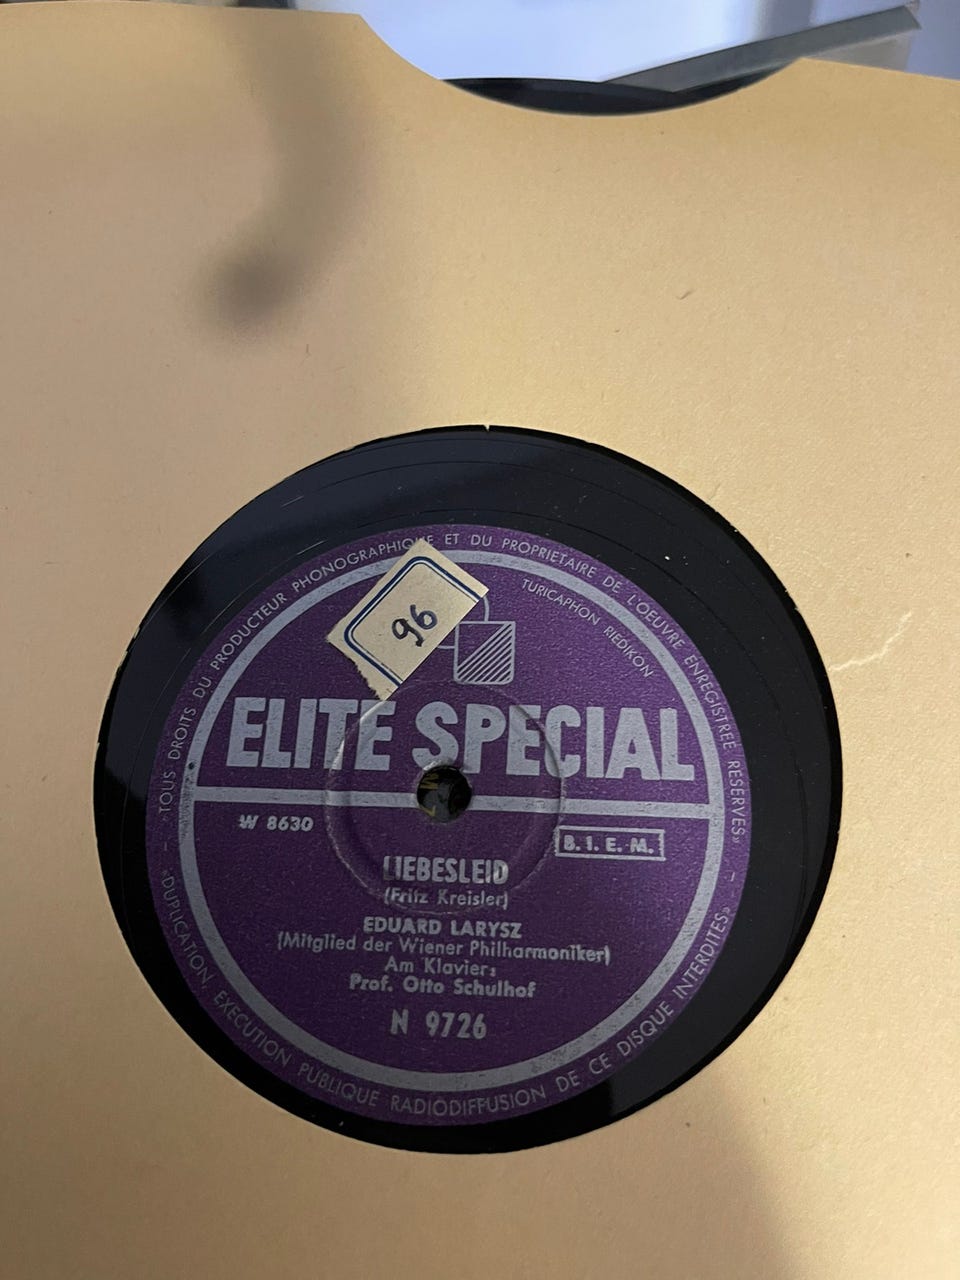 «TOUS DROITS DU PRODUCTEUR PHONOGRAPHIQUE ET DU PROPRIETAIRE DE L'OEUVRE ENREGISTREE RESERVES»
TURICAPHON RIEDIKON
96
ELITE SPECIAL
W 8630
B. I. E. M.
LIEBESLEID
(Fritz Kreisler)
EDUARD LARYSZ
(Mitglied der Wiener Philharmoniker)
Am Klavier:
Prof. Otto Schulhof
N 9726
«DUPLICATION, EXECUTION PUBLIQUE RADIODIFFUSION DE CE DISQUE INTERDITES»